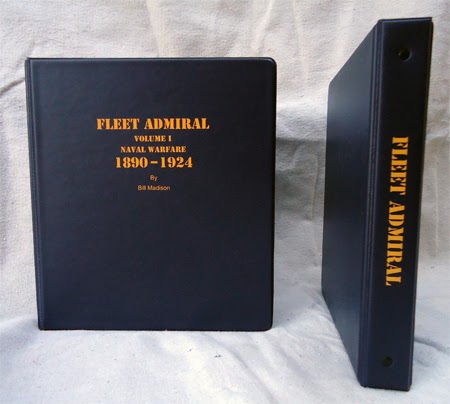 FLEET ADMIRAL
VOLUME I
NAVAL WARFARE
1890-1924
By
Bill Madison
FLEET ADMIRAL